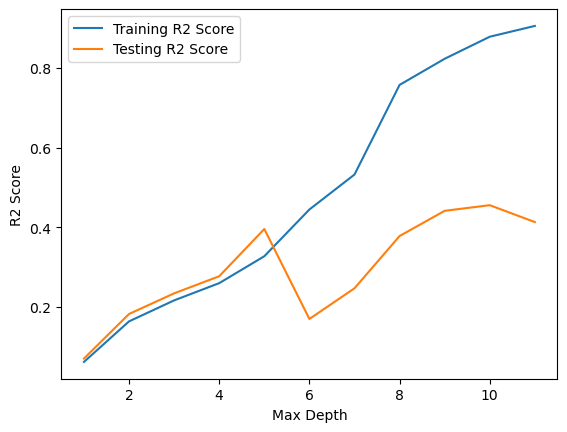 Training R2 Score
Testing R2 Score
0.8
0.6
0.4
0.2
R2 Score
2 4 6 8 10
Max Depth